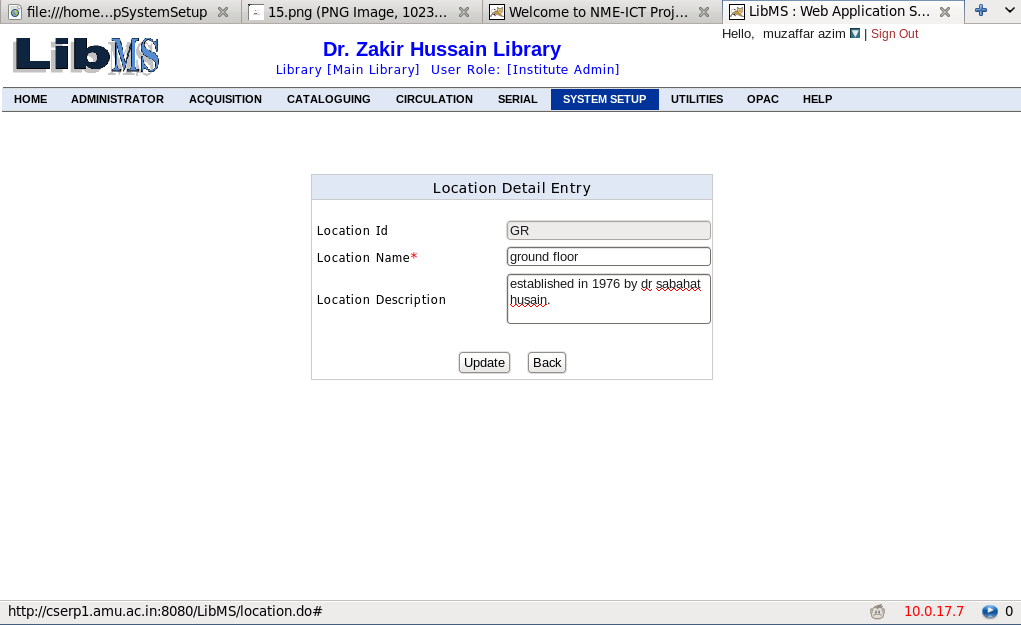 file:///home...pSystemSetup 15.png (PNG Image, 1023... Welcome to NME-ICT Proj... LibMS : Web Application S...
Hello, muzaffar azim | Sign Out
LibMS
Dr. Zakir Hussain Library
Library [Main Library] User Role: [Institute Admin]
HOME ADMINISTRATOR ACQUISITION CATALOGUING CIRCULATION SERIAL SYSTEM SETUP UTILITIES OPAC HELP
Location Detail Entry
Location Id GR
Location Name* ground floor
Location Description established in 1976 by dr sabahat
husain.
Update Back
http://cserp1.amu.ac.in:8080/LibMS/location.do# 10.0.17.7 0